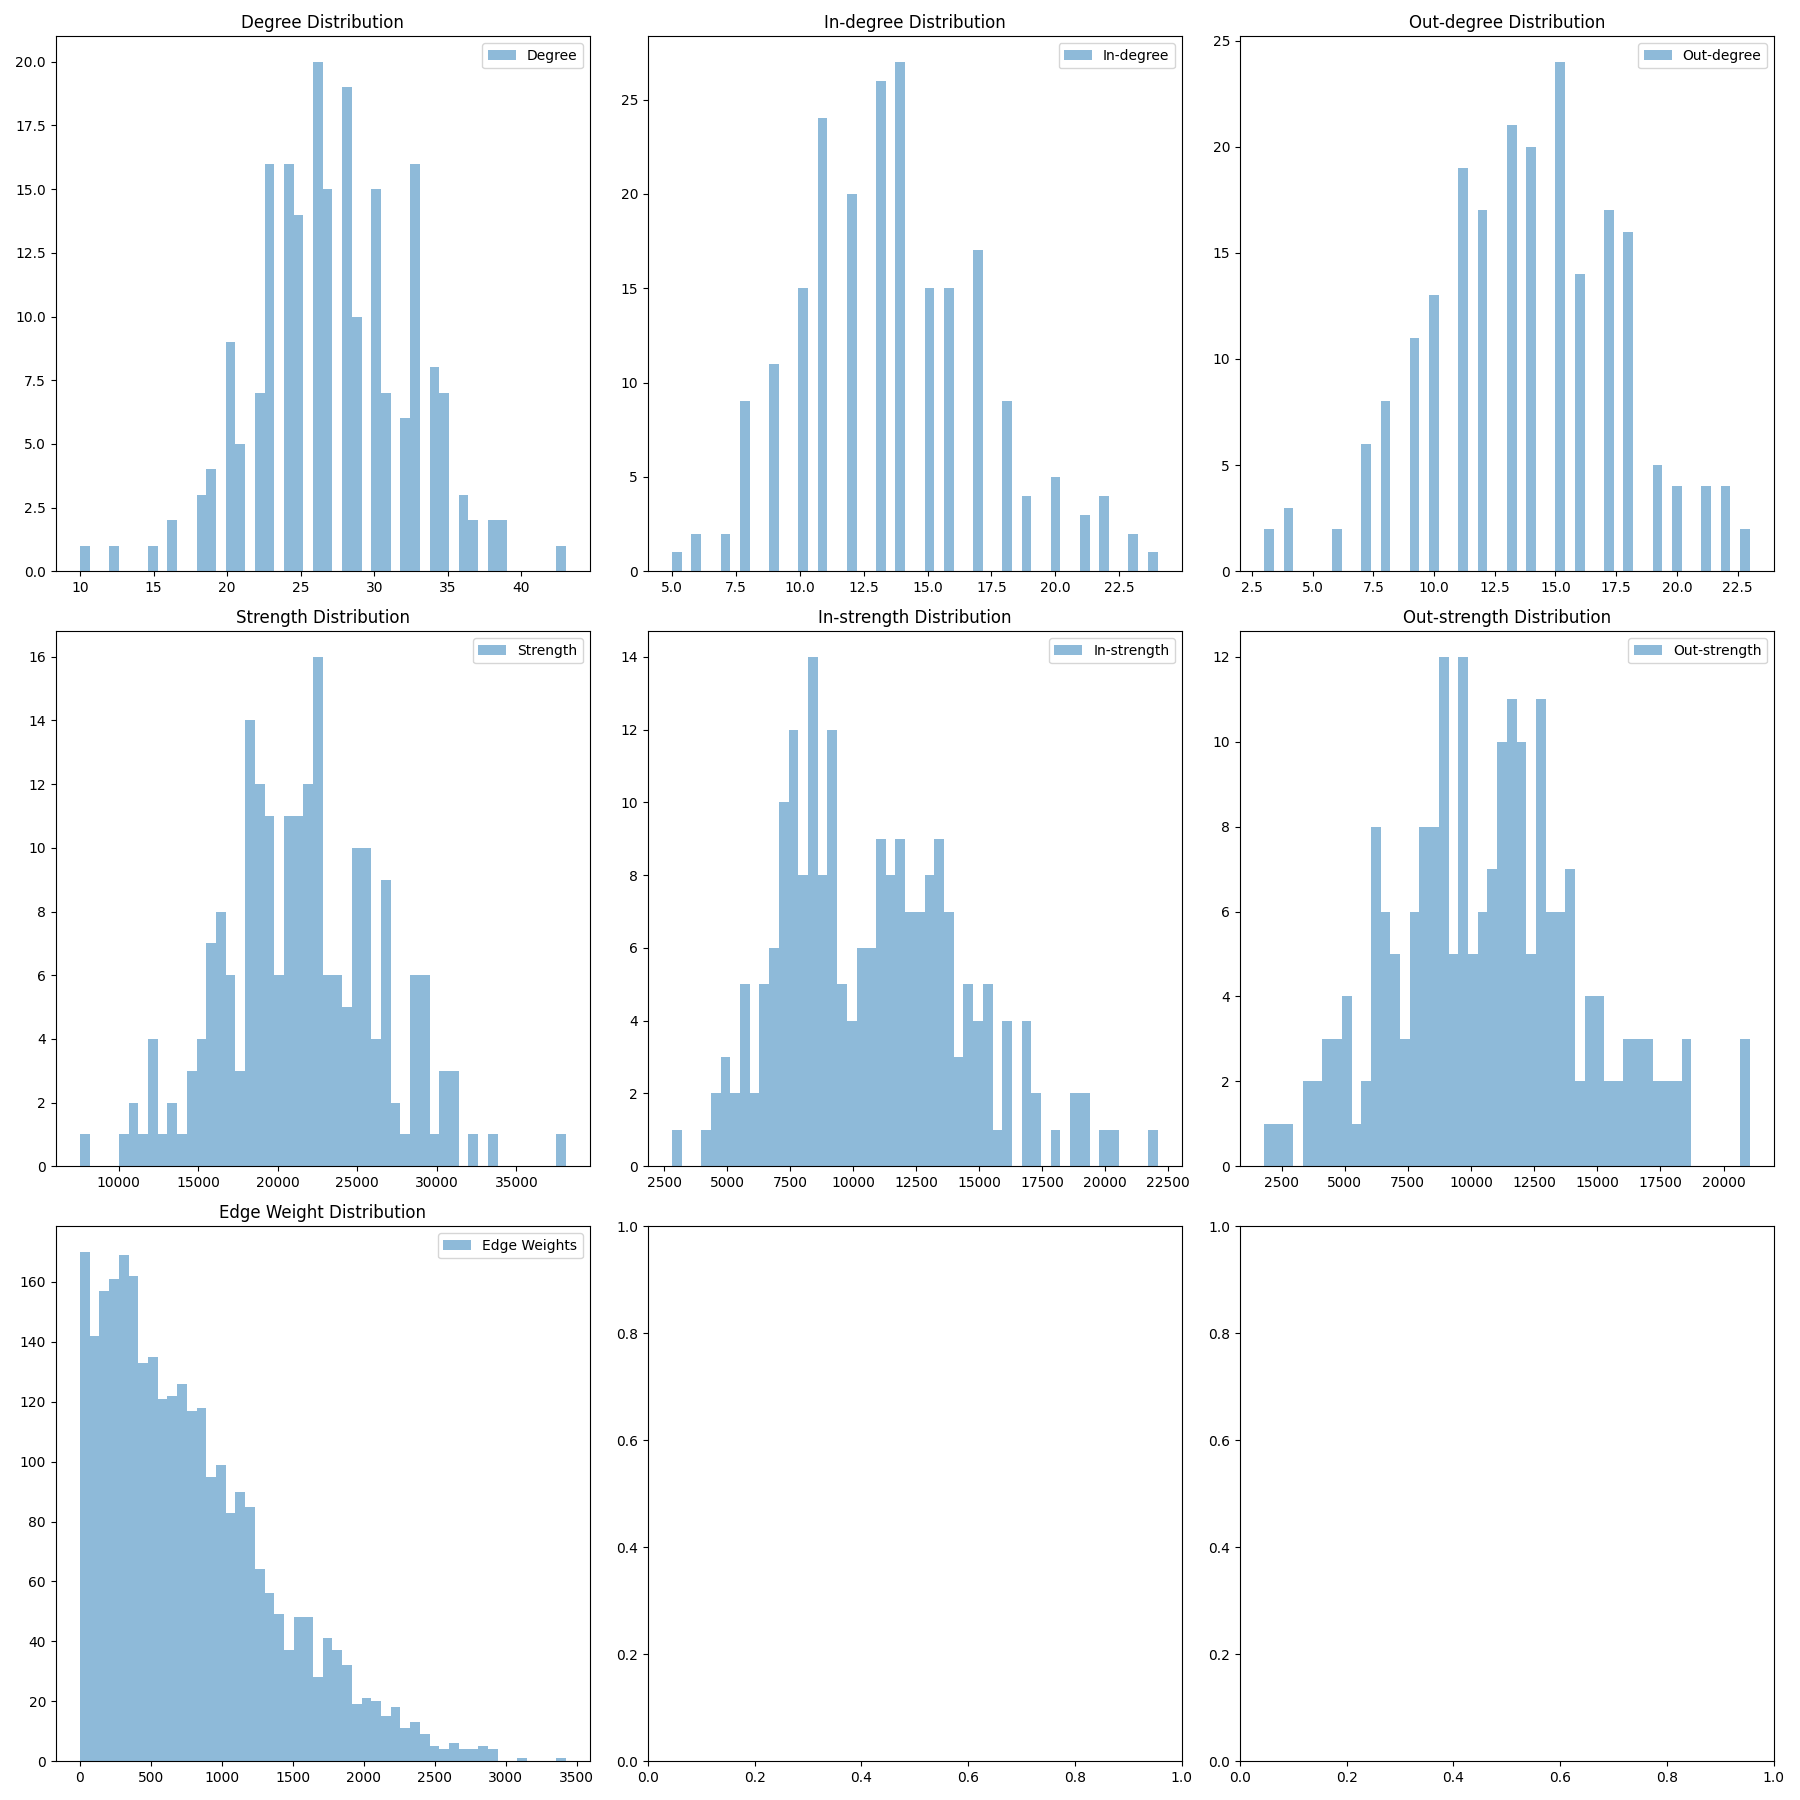 Degree Distribution
Degree
20.0
17.5
15.0
12.5
10.0
7.5
5.0
2.5
0.0
10 15 20 25 30 35 40
In-degree Distribution
In-degree
25
20
15
10
5
0
5.0 7.5 10.0 12.5 15.0 17.5 20.0 22.5
Out-degree Distribution
Out-degree
25
20
15
10
5
0
2.5 5.0 7.5 10.0 12.5 15.0 17.5 20.0 22.5
Strength Distribution
Strength
16
14
12
10
8
6
4
2
0
10000 15000 20000 25000 30000 35000
In-strength Distribution
In-strength
14
12
10
8
6
4
2
0
2500 5000 7500 10000 12500 15000 17500 20000 22500
Out-strength Distribution
Out-strength
12
10
8
6
4
2
0
2500 5000 7500 10000 12500 15000 17500 20000
Edge Weight Distribution
Edge Weights
160
140
120
100
80
60
40
20
0
0 500 1000 1500 2000 2500 3000 3500
1.0
0.8
0.6
0.4
0.2
0.0
0.0 0.2 0.4 0.6 0.8 1.0
1.0
0.8
0.6
0.4
0.2
0.0
0.0 0.2 0.4 0.6 0.8 1.0